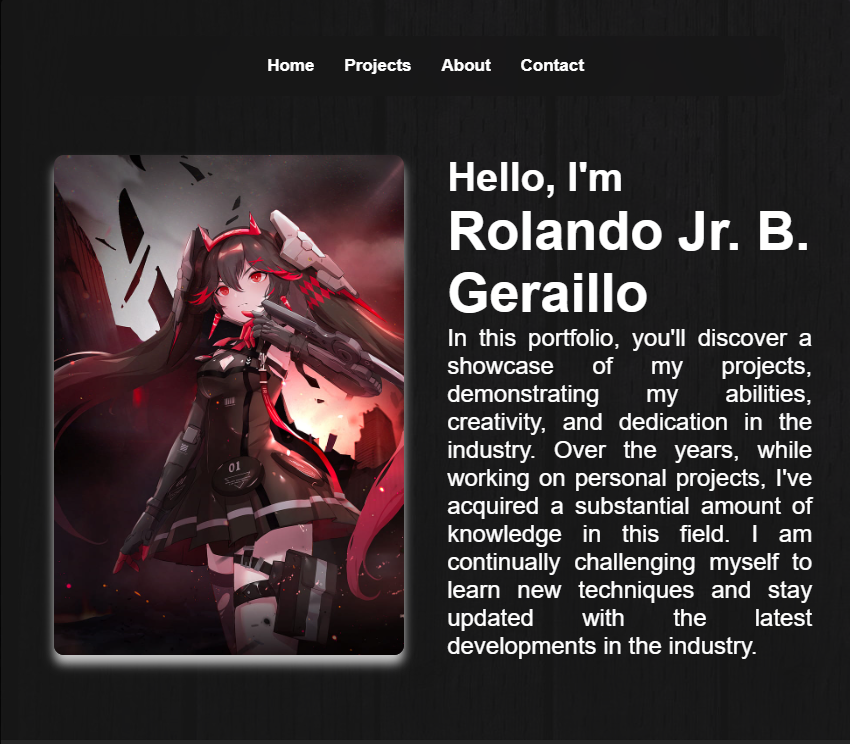 Home Projects About Contact
Hello, I'm
Rolando Jr. B.
Geraillo
In this portfolio, you'll discover a
showcase of my projects,
demonstrating my abilities,
creativity, and dedication in the
industry. Over the years, while
working on personal projects, I've
acquired a substantial amount of
knowledge in this field. I am
continually challenging myself to
learn new techniques and stay
updated with the latest
developments in the industry.
01